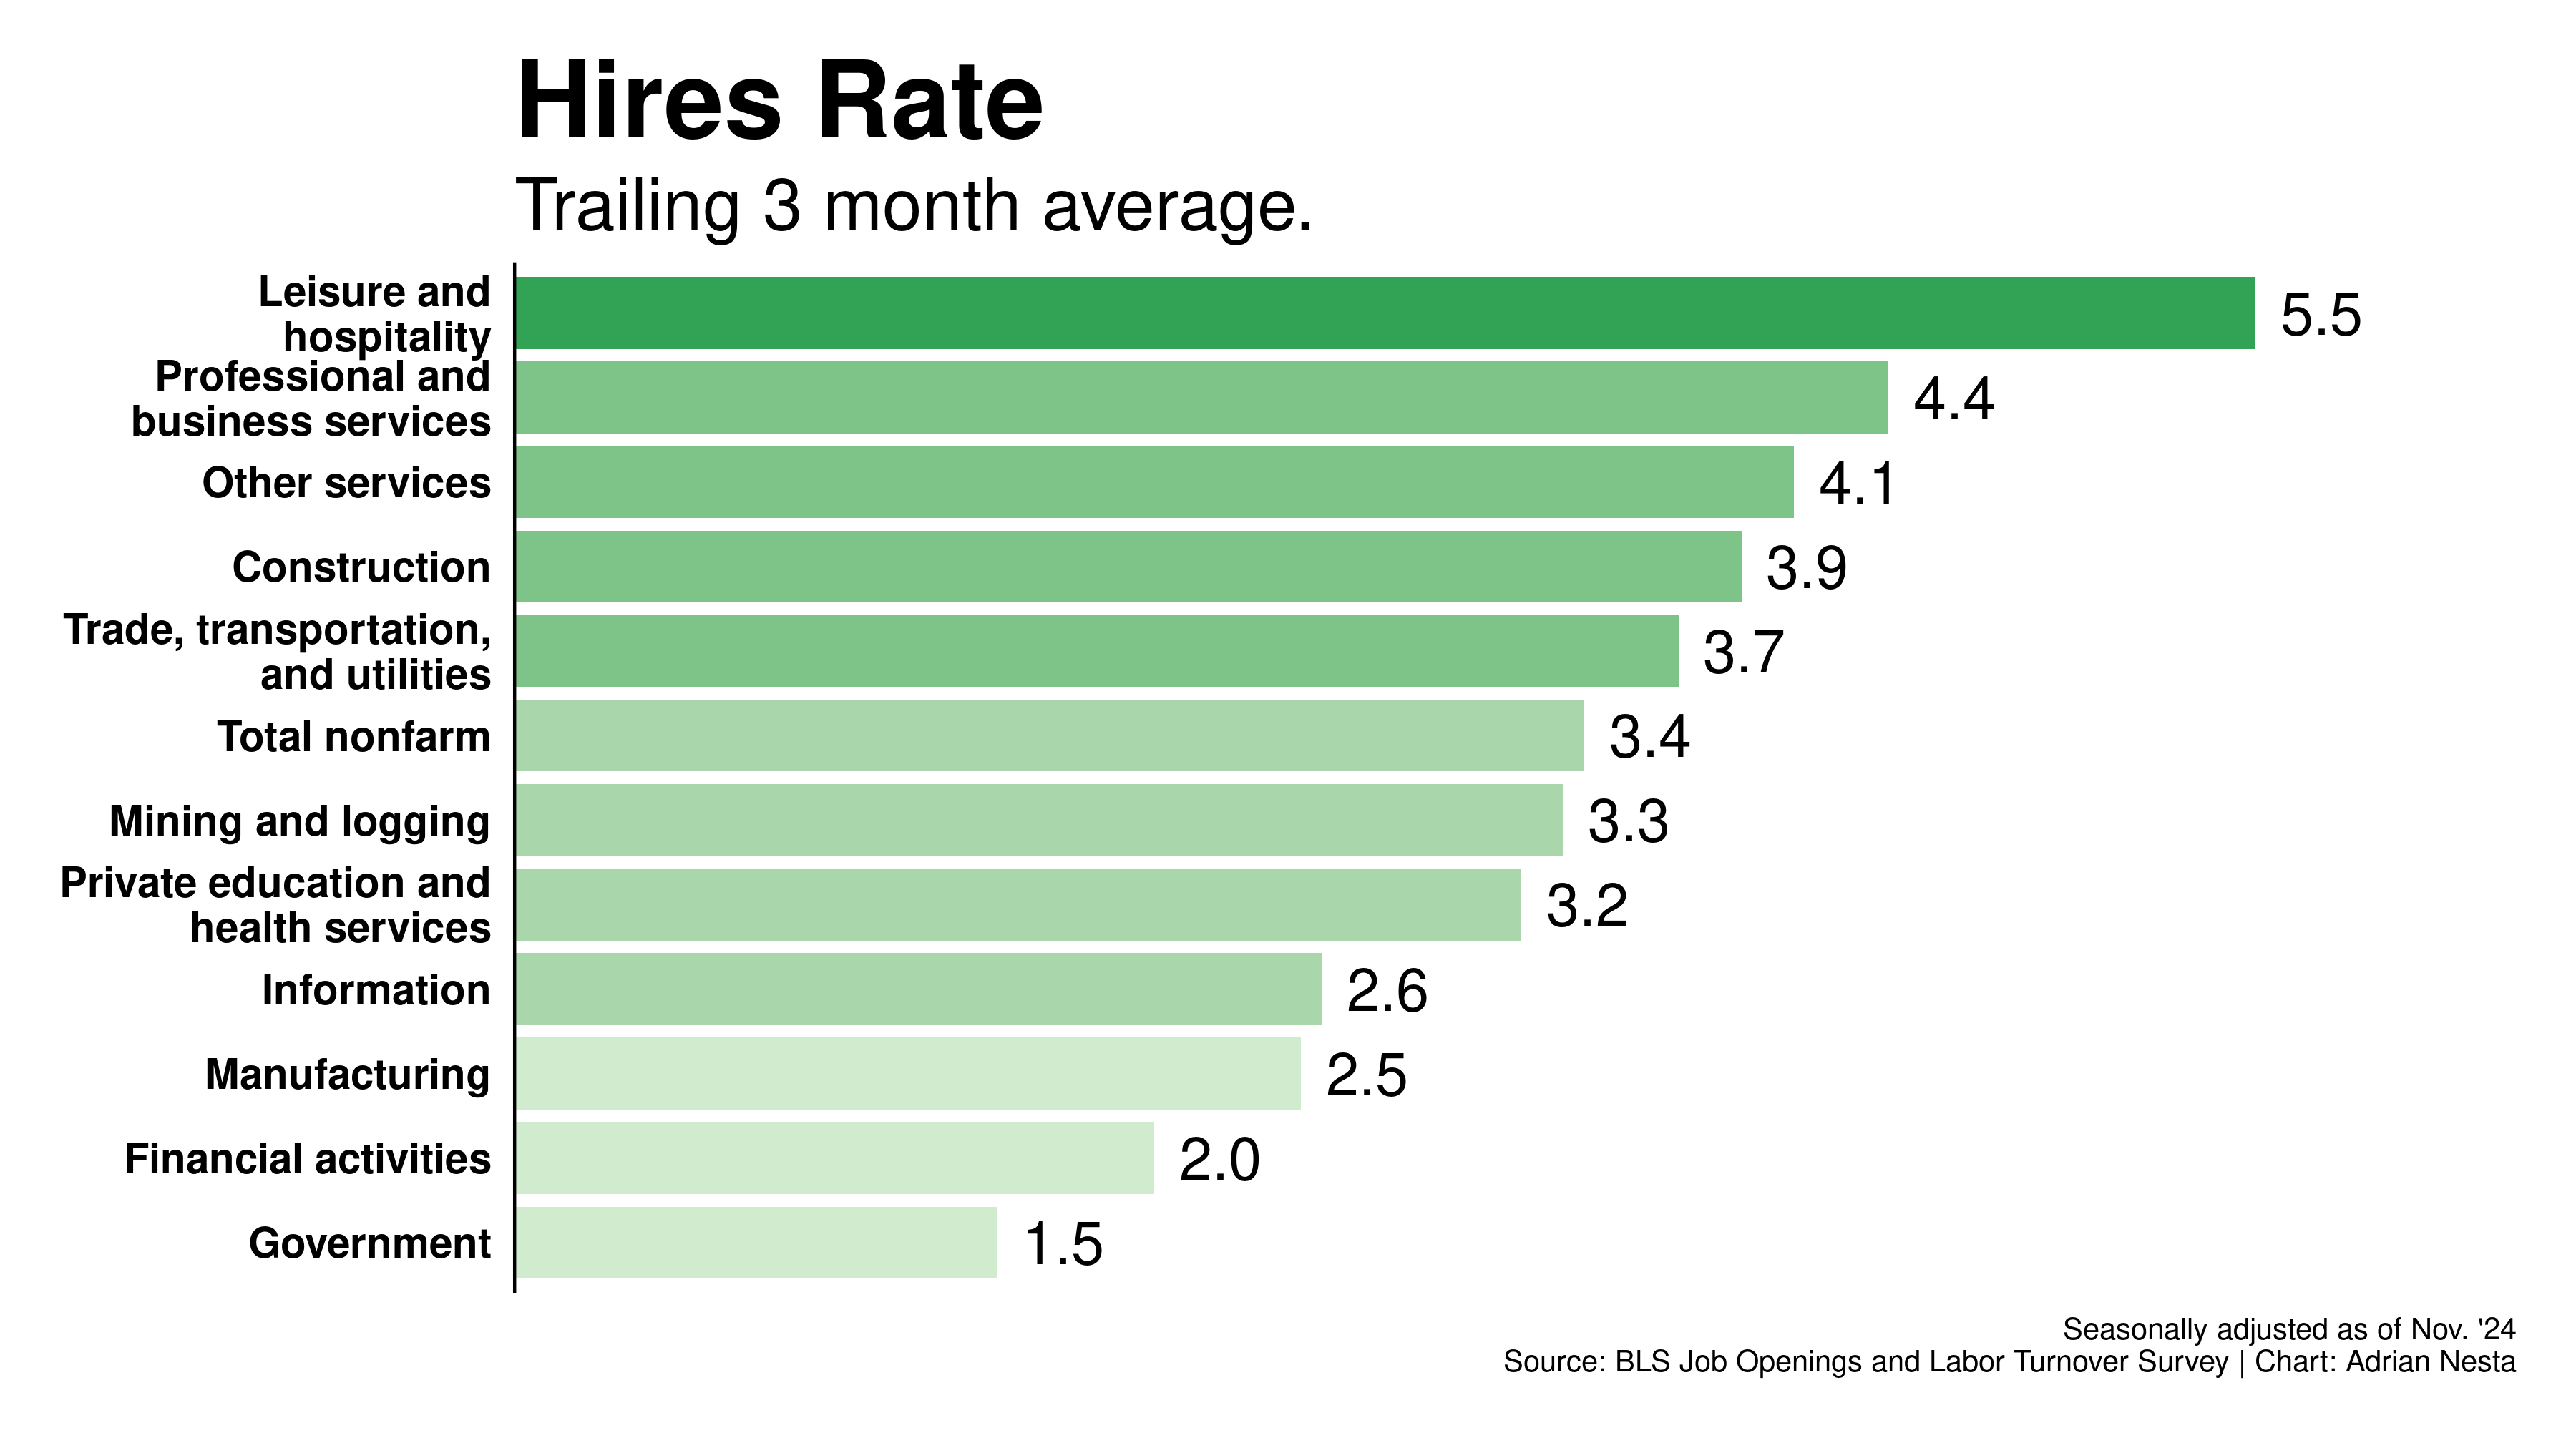 Hires Rate
Trailing 3 month average.
Leisure and
hospitality
5.5
Professional and
business services
4.4
Other services
4.1
Construction
3.9
Trade, transportation,
and utilities
3.7
Total nonfarm
3.4
Mining and logging
3.3
Private education and
health services
3.2
Information
2.6
Manufacturing
2.5
Financial activities
2.0
Government
1.5
Seasonally adjusted as of Nov. '24
Source: BLS Job Openings and Labor Turnover Survey | Chart: Adrian Nesta